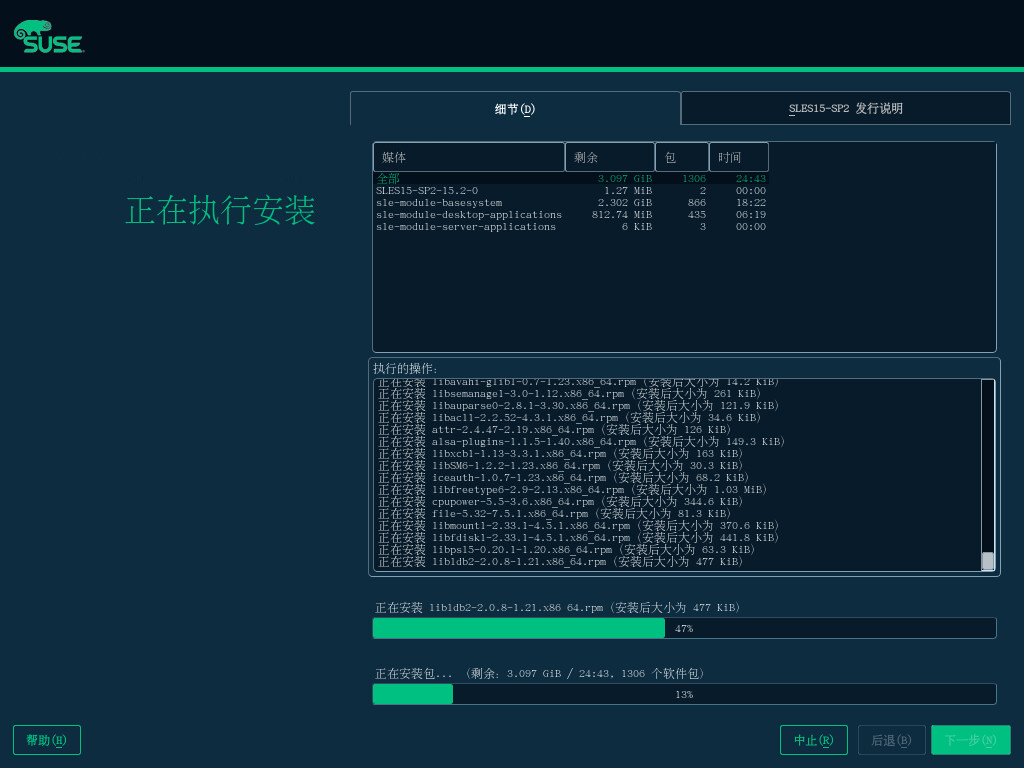 SUSE
细节(D)
SLES15-SP2 发行说明
正在执行安装
媒体 剩余 包 时间
全部 3.097 GiB 1306 24:43
SLES15-SP2-15.2-0 1.27 MiB 2 00:00
sle-module-basesystem 2.302 GiB 866 18:22
sle-module-desktop-applications 812.74 MiB 435 06:19
sle-module-server-applications 6 KiB 3 00:00
执行的操作:
正在安装 libavahi-glib1-0.7-1.23.x86_64.rpm (安装后大小为 14.2 KiB)
正在安装 libsemanage1-3.0-1.12.x86_64.rpm (安装后大小为 261 KiB)
正在安装 libauparse0-2.8.1-3.30.x86_64.rpm (安装后大小为 121.9 KiB)
正在安装 libacl1-2.2.52-4.3.1.x86_64.rpm (安装后大小为 34.6 KiB)
正在安装 attr-2.4.47-2.19.x86_64.rpm (安装后大小为 126 KiB)
正在安装 alsa-plugins-1.1.5-1.40.x86_64.rpm (安装后大小为 149.3 KiB)
正在安装 libxcb1-1.13-3.3.1.x86_64.rpm (安装后大小为 163 KiB)
正在安装 libSM6-1.2.2-1.23.x86_64.rpm (安装后大小为 30.3 KiB)
正在安装 iceauth-1.0.7-1.23.x86_64.rpm (安装后大小为 68.2 KiB)
正在安装 libfreetype6-2.9-2.13.x86_64.rpm (安装后大小为 1.03 MiB)
正在安装 cpupower-5.5-3.6.x86_64.rpm (安装后大小为 344.6 KiB)
正在安装 file-5.32-7.5.1.x86_64.rpm (安装后大小为 81.3 KiB)
正在安装 libmount1-2.33.1-4.5.1.x86_64.rpm (安装后大小为 370.6 KiB)
正在安装 libfdisk1-2.33.1-4.5.1.x86_64.rpm (安装后大小为 441.8 KiB)
正在安装 libps15-0.20.1-1.20.x86_64.rpm (安装后大小为 63.3 KiB)
正在安装 libldb2-2.0.8-1.21.x86_64.rpm (安装后大小为 477 KiB)
正在安装 libldb2-2.0.8-1.21.x86_64.rpm (安装后大小为 477 KiB)
47%
正在安装包... (剩余: 3.097 GiB / 24:43, 1306 个软件包)
13%
帮助(H) 中止(R) 后退(B) 下一步(N)